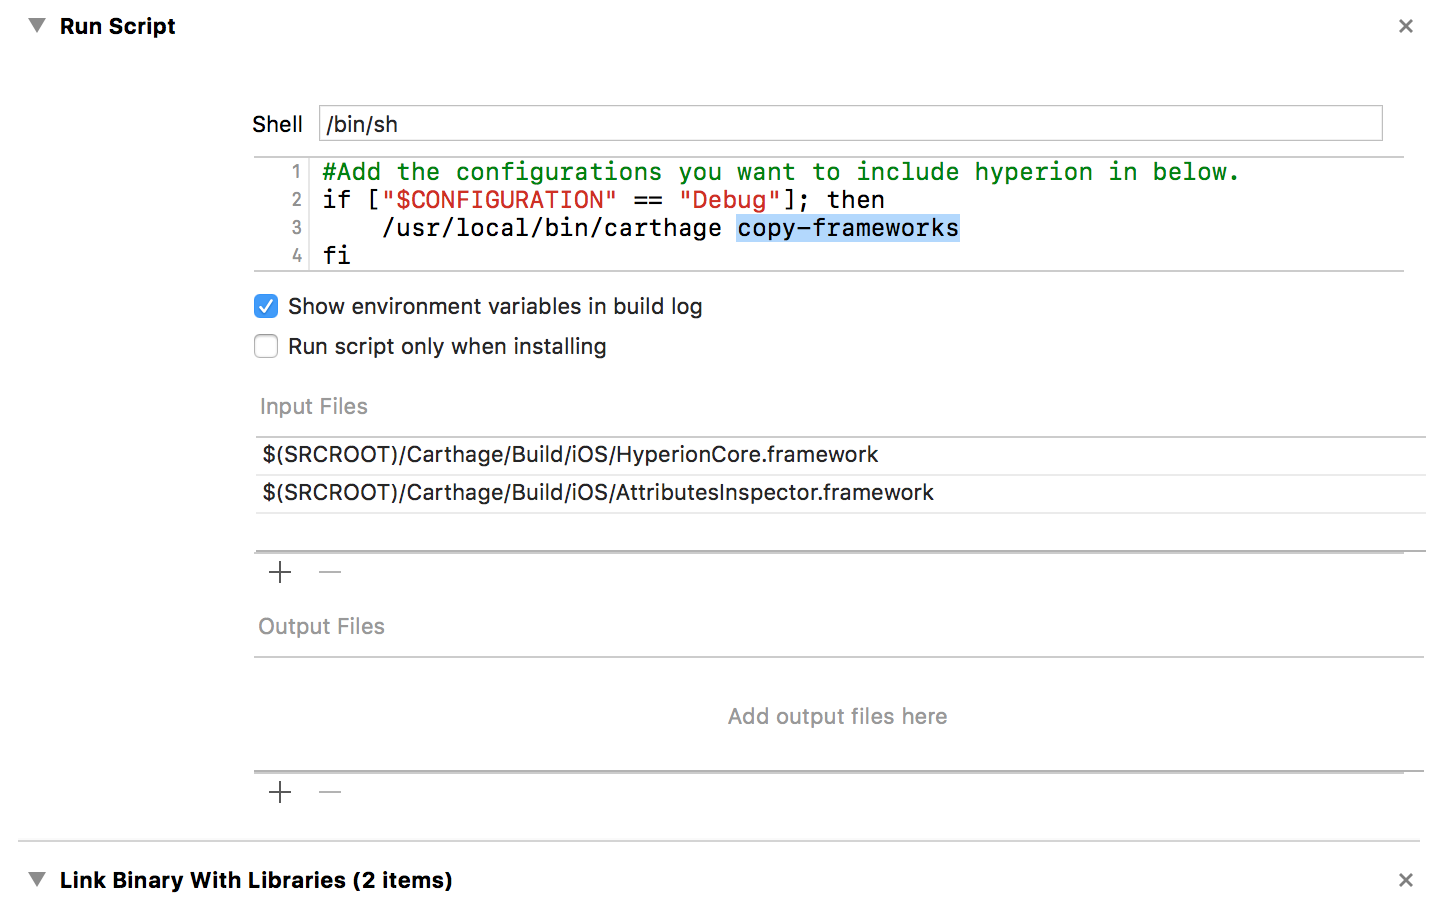 Run Script
Shell /bin/sh
1 #Add the configurations you want to include hyperion in below.
2 if ["$CONFIGURATION" == "Debug"]; then
3 /usr/local/bin/carthage copy-frameworks
4 fi
Show environment variables in build log
Run script only when installing
Input Files
$(SRCROOT)/Carthage/Build/iOS/HyperionCore.framework
$(SRCROOT)/Carthage/Build/iOS/AttributesInspector.framework
Output Files
Add output files here
Link Binary With Libraries (2 items)